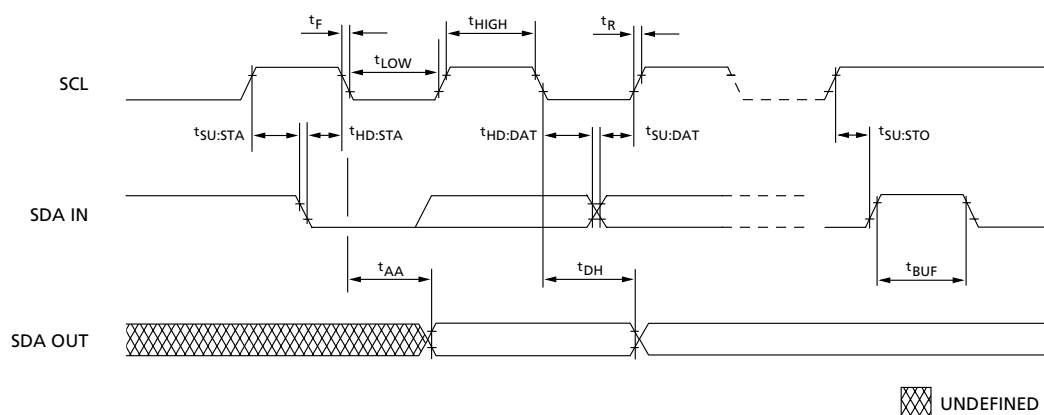 tF
tHIGH
tR
tLOW
SCL
tSU:STA
tHD:STA
tHD:DAT
tSU:DAT
tSU:STO
SDA IN
tAA
tDH
tBUF
SDA OUT
UNDEFINED